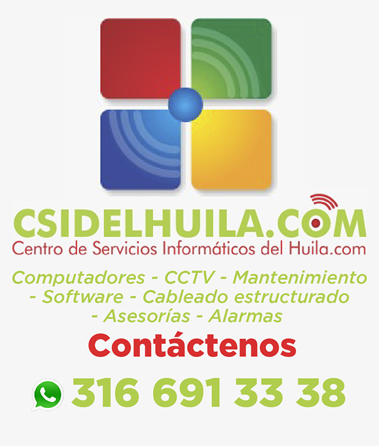 CSIDELHUILA.COM
Centro de Servicios Informáticos del Huila.com
Computadores - CCTV - Mantenimiento
- Software - Cableado estructurado
- Asesorías - Alarmas
Contáctenos
316 691 33 38